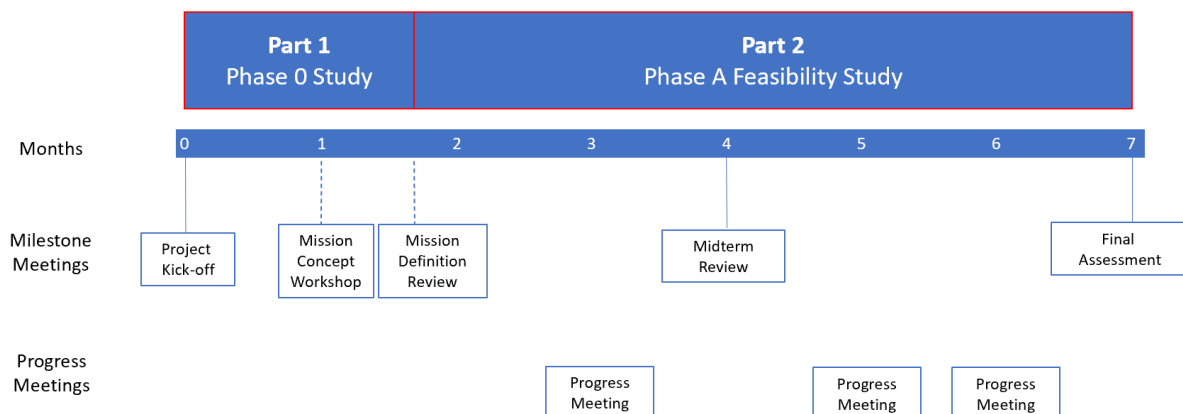 Part 1
Phase 0 Study
Part 2
Phase A Feasibility Study
Months
0 1 2 3 4 5 6 7
Milestone
Meetings
Project
Kick-off
Mission
Concept
Workshop
Mission
Definition
Review
Midterm
Review
Final
Assessment
Progress
Meetings
Progress
Meeting
Progress
Meeting
Progress
Meeting